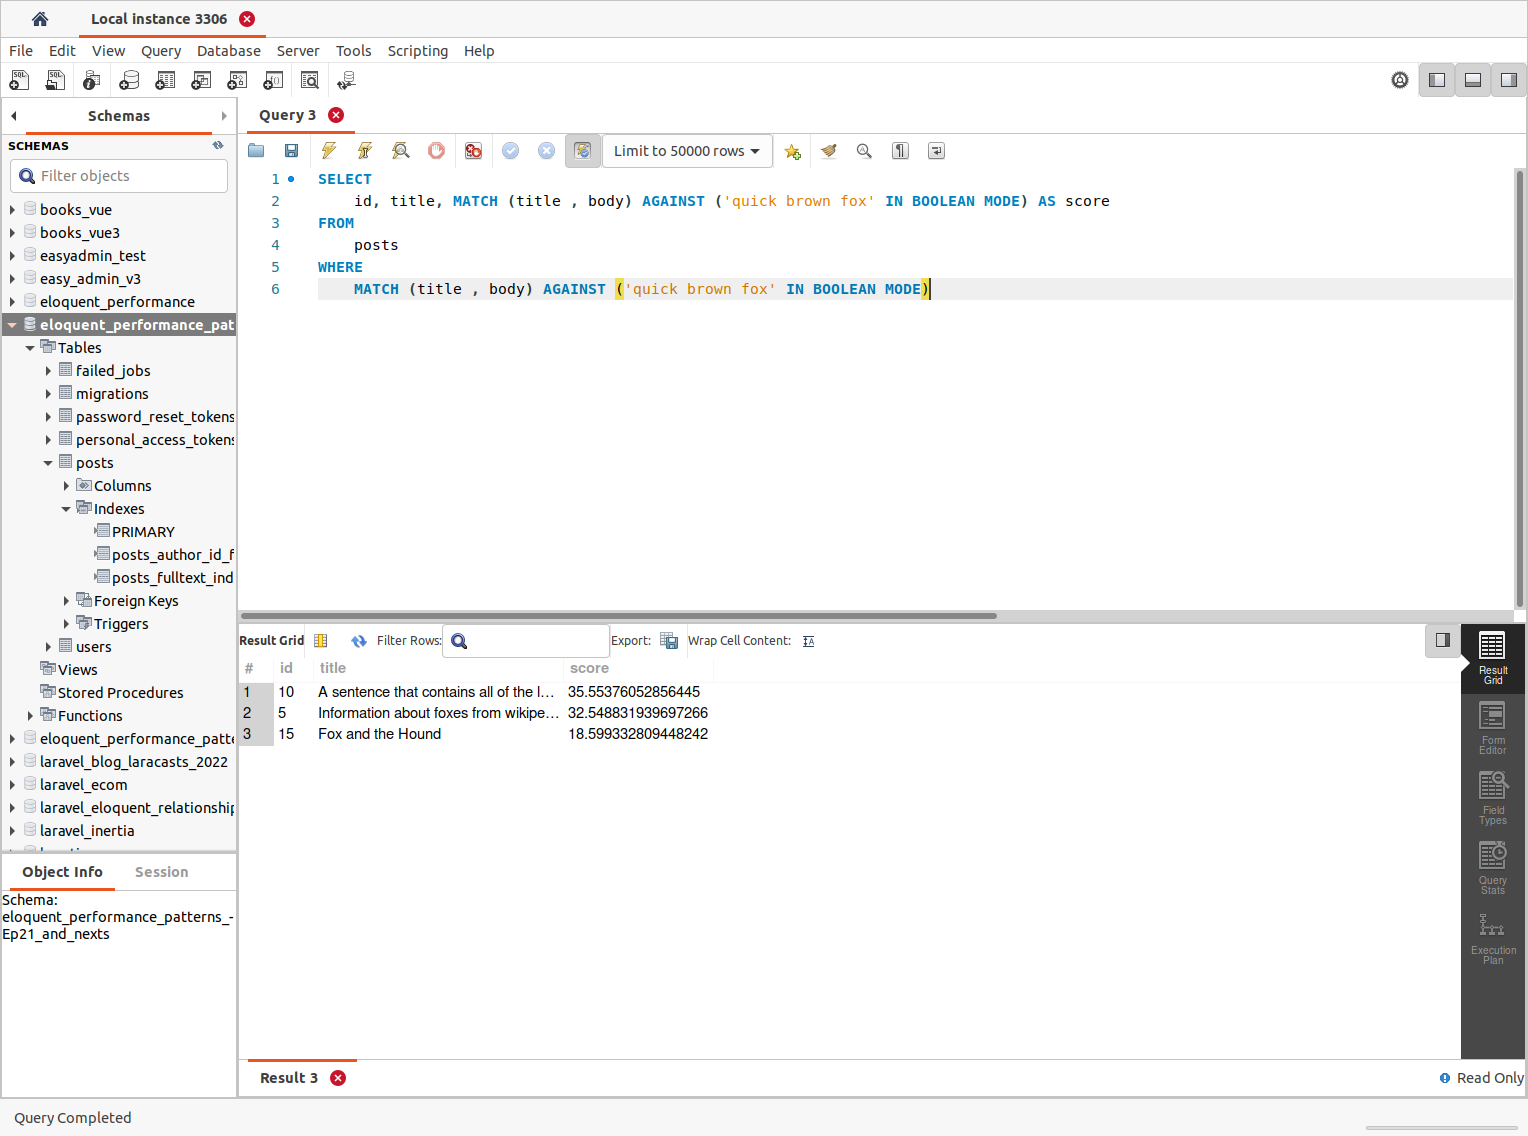 Local instance 3306
File Edit View Query Database Server Tools Scripting Help
Schemas
SCHEMAS
Filter objects
books_vue
books_vue3
easyadmin_test
easy_admin_v3
eloquent_performance
eloquent_performance_pat
Tables
failed_jobs
migrations
password_reset_tokens
personal_access_tokens
posts
Columns
Indexes
PRIMARY
posts_author_id_f
posts_fulltext_ind
Foreign Keys
Triggers
users
Views
Stored Procedures
Functions
eloquent_performance_patte
laravel_blog_laracasts_2022
laravel_ecom
laravel_eloquent_relationship
laravel_inertia
Object Info Session
Schema:
eloquent_performance_patterns_-
Ep21_and_nexts
Query 3
Limit to 50000 rows
1 SELECT
2 id, title, MATCH (title , body) AGAINST ('quick brown fox' IN BOOLEAN MODE) AS score
3 FROM
4 posts
5 WHERE
6 MATCH (title , body) AGAINST ('quick brown fox' IN BOOLEAN MODE)
Result Grid Filter Rows: Export: Wrap Cell Content:
# id title score
1 10 A sentence that contains all of the l... 35.55376052856445
2 5 Information about foxes from wikipe... 32.548831939697266
3 15 Fox and the Hound 18.599332809448242
Result
Grid
Form
Editor
Field
Types
Query
Stats
Execution
Plan
Result 3
Read Only
Query Completed